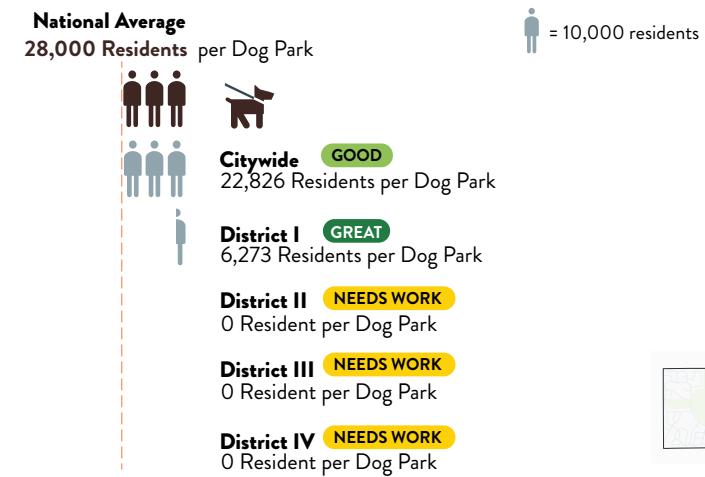 National Average
28,000 Residents per Dog Park
= 10,000 residents
Citywide GOOD
22,826 Residents per Dog Park
District I GREAT
6,273 Residents per Dog Park
District II NEEDS WORK
0 Resident per Dog Park
District III NEEDS WORK
0 Resident per Dog Park
District IV NEEDS WORK
0 Resident per Dog Park